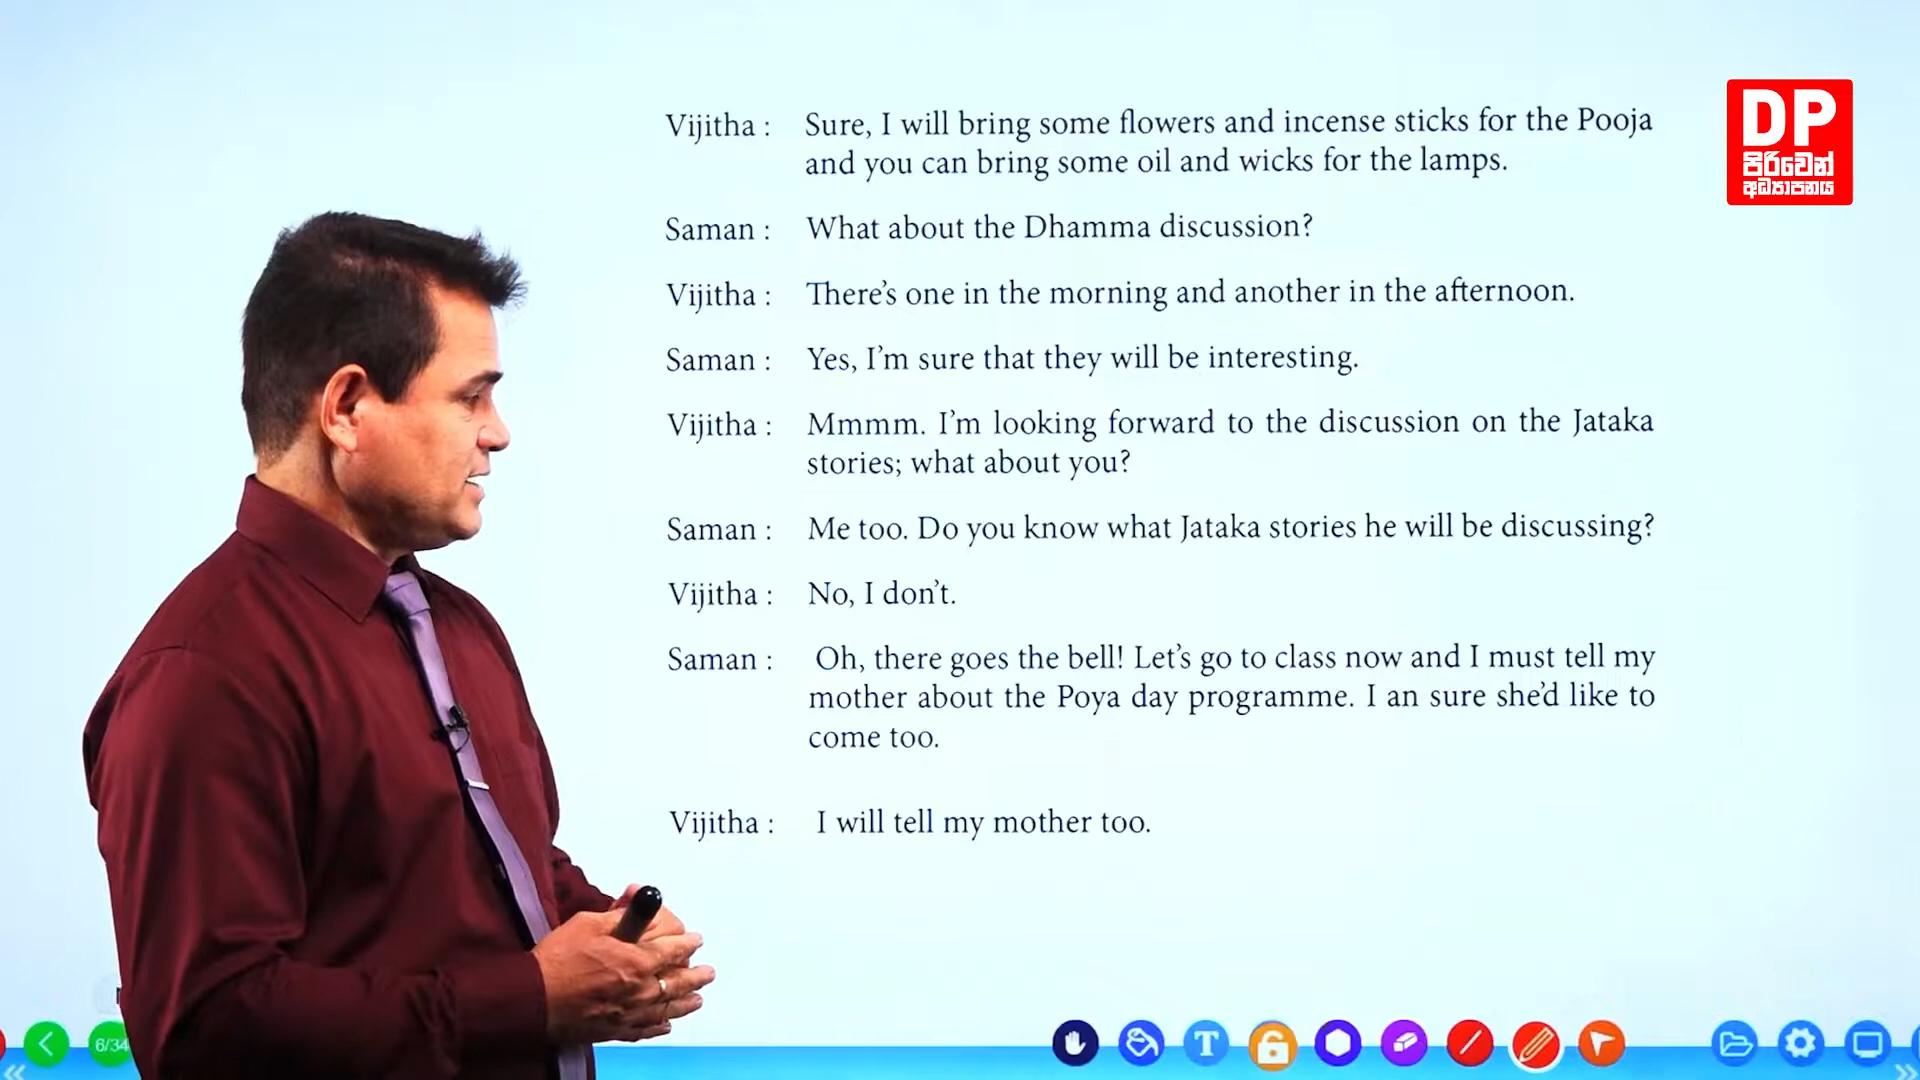 DP
පිරිවෙන්
අධ්‍යාපනය
Vijitha : Sure, I will bring some flowers and incense sticks for the Pooja
and you can bring some oil and wicks for the lamps.
Saman : What about the Dhamma discussion?
Vijitha : There's one in the morning and another in the afternoon.
Saman : Yes, I'm sure that they will be interesting.
Vijitha : Mmmm. I'm looking forward to the discussion on the Jataka
stories; what about you?
Saman : Me too. Do you know what Jataka stories he will be discussing?
Vijitha : No, I don't.
Saman : Oh, there goes the bell! Let's go to class now and I must tell my
mother about the Poya day programme. I an sure she'd like to
come too.
Vijitha : I will tell my mother too.
6/34
T